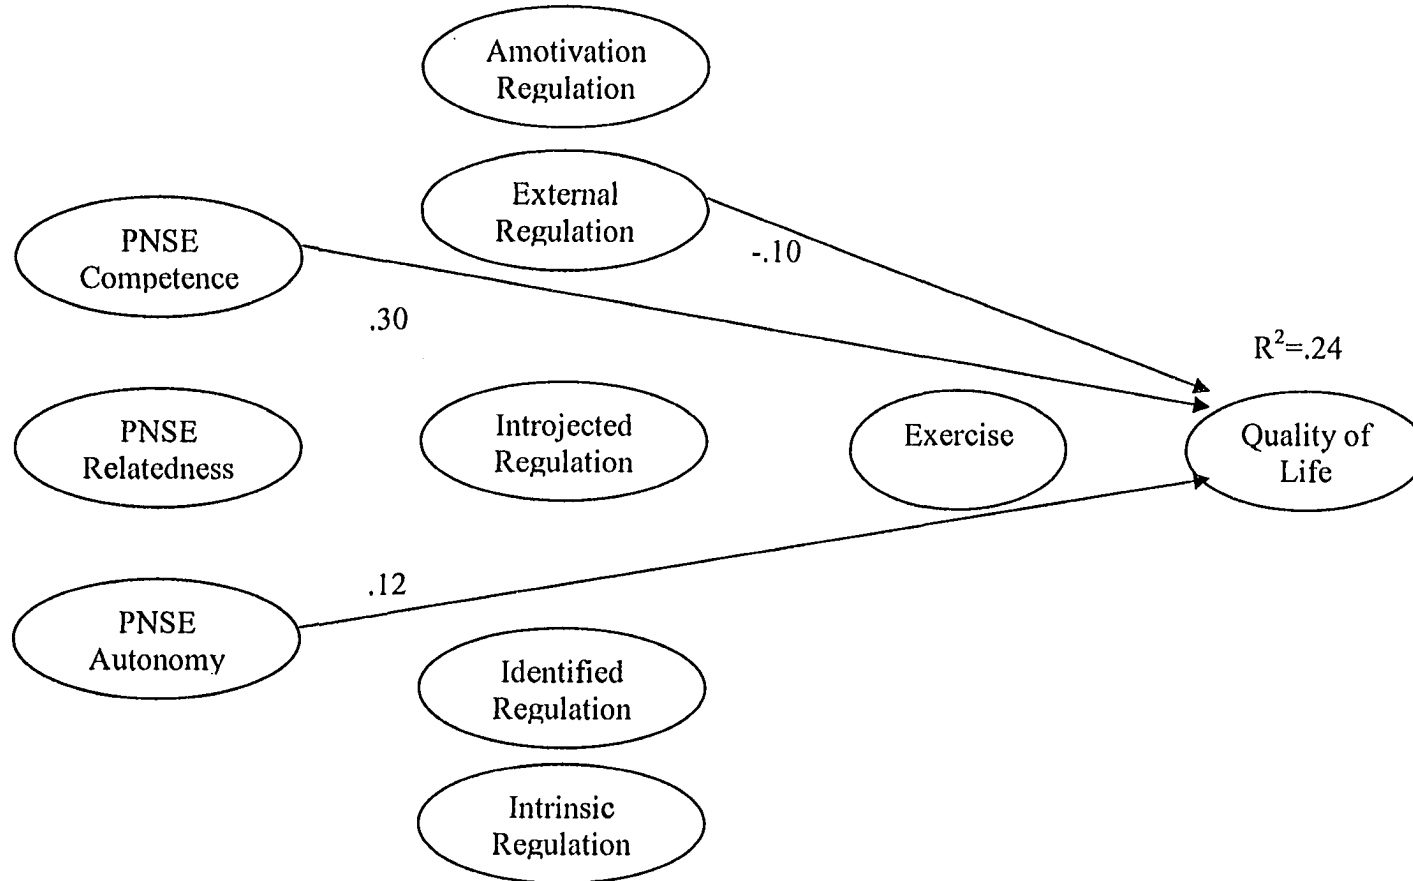 Amotivation
Regulation
External
Regulation
-.10
PNSE
Competence
.30
R²=.24
PNSE
Relatedness
Introjected
Regulation
Exercise
Quality of
Life
.12
PNSE
Autonomy
Identified
Regulation
Intrinsic
Regulation